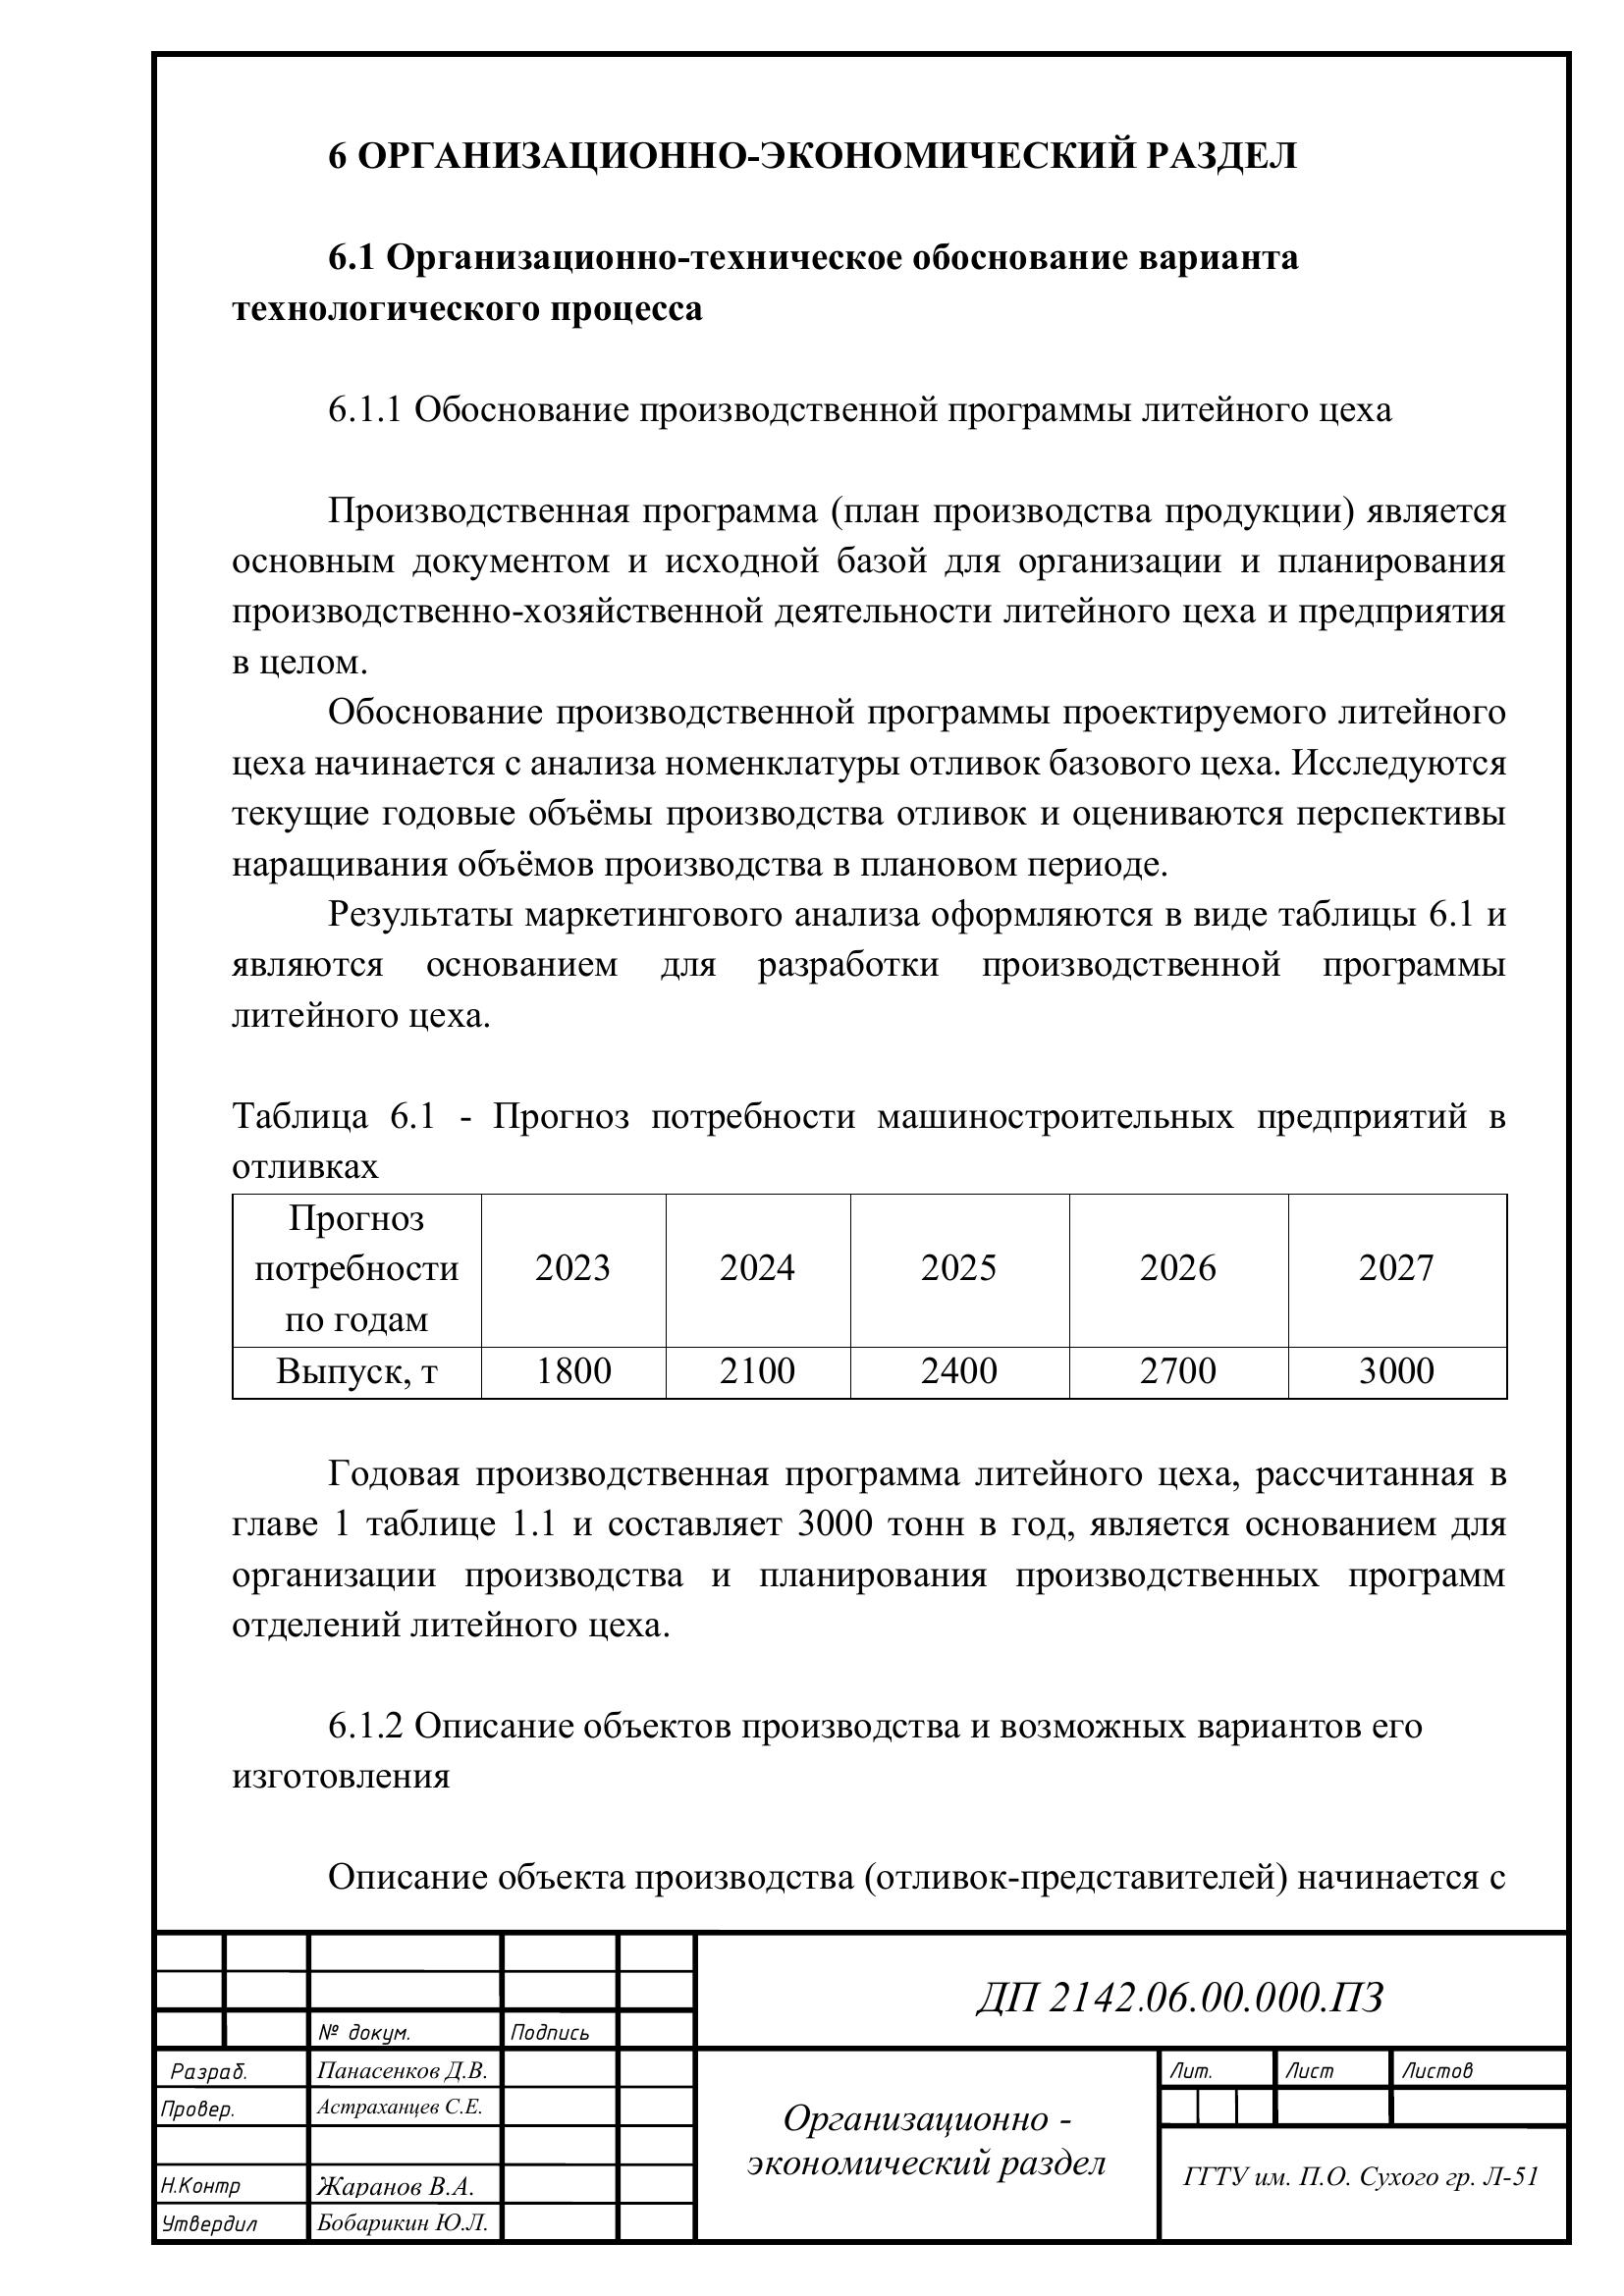 6 ОРГАНИЗАЦИОННО-ЭКОНОМИЧЕСКИЙ РАЗДЕЛ
6.1 Организационно-техническое обоснование варианта
технологического процесса
6.1.1 Обоснование производственной программы литейного цеха
Производственная программа (план производства продукции) является
основным документом и исходной базой для организации и планирования
производственно-хозяйственной деятельности литейного цеха и предприятия
в целом.
Обоснование производственной программы проектируемого литейного
цеха начинается с анализа номенклатуры отливок базового цеха. Исследуются
текущие годовые объёмы производства отливок и оцениваются перспективы
наращивания объёмов производства в плановом периоде.
Результаты маркетингового анализа оформляются в виде таблицы 6.1 и
являются основанием для разработки производственной программы
литейного цеха.
Таблица 6.1 - Прогноз потребности машиностроительных предприятий в
отливках
Прогноз
потребности 2023 2024 2025 2026 2027
по годам
Выпуск, т 1800 2100 2400 2700 3000
Годовая производственная программа литейного цеха, рассчитанная в
главе 1 таблице 1.1 и составляет 3000 тонн в год, является основанием для
организации производства и планирования производственных программ
отделений литейного цеха.
6.1.2 Описание объектов производства и возможных вариантов его
изготовления
Описание объекта производства (отливок-представителей) начинается с
ДП 2142.06.00.000.ПЗ
№ докум. Подпись
Разраб. Панасенков Д.В.
Провер. Астраханцев С.Е.
Н.Контр Жаранов В.А.
Утвердил Бобарикин Ю.Л.
Организационно -
экономический раздел
Лит. Лист Листов
ГГТУ им. П.О. Сухого гр. Л-51